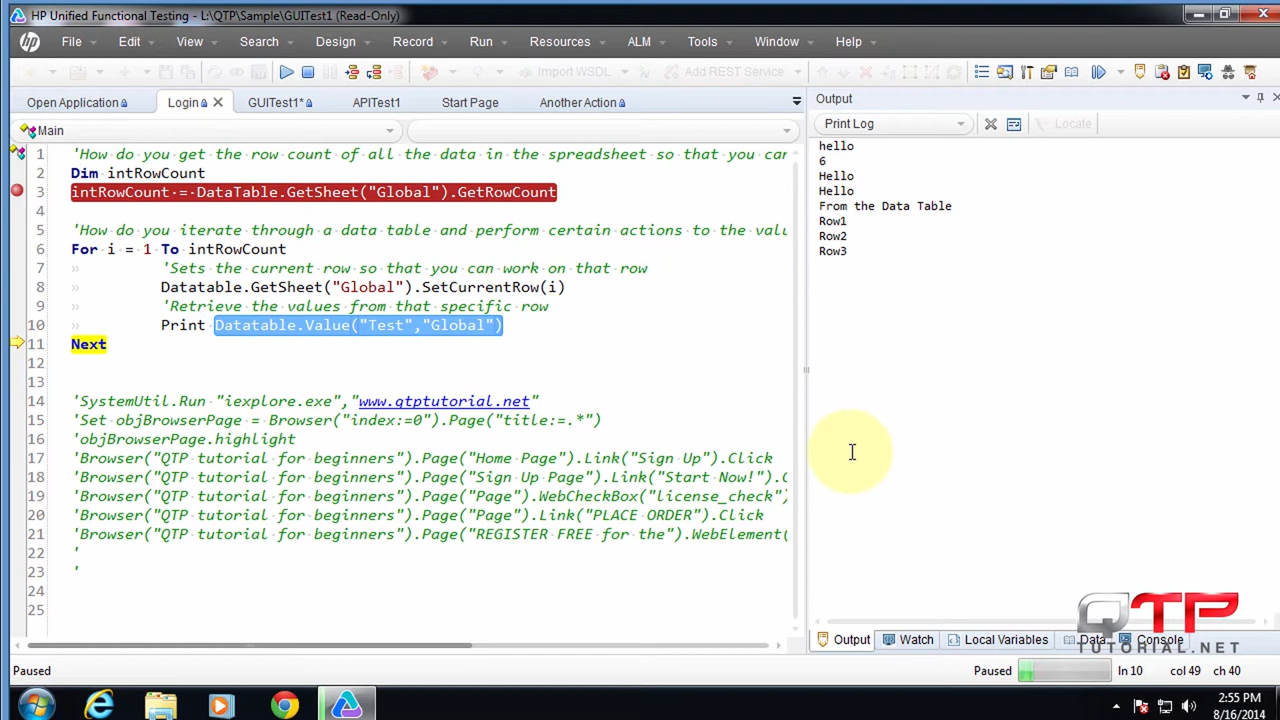 HP Unified Functional Testing - L:\QTP\Sample\GUITest1 (Read-Only)
File Edit View Search Design Record Run Resources ALM Tools Window Help
Import WSDL Add REST Service
Open Application Login GUITest1* APITest1 Start Page Another Action
Main
1 'How do you get the row count of all the data in the spreadsheet so that you can
2 Dim intRowCount
3 intRowCount = DataTable.GetSheet("Global").GetRowCount
4
5 'How do you iterate through a data table and perform certain actions to the valu
6 For i = 1 To intRowCount
7 'Sets the current row so that you can work on that row
8 Datatable.GetSheet("Global").SetCurrentRow(i)
9 'Retrieve the values from that specific row
10 Print Datatable.Value("Test","Global")
11 Next
12
13
14 'SystemUtil.Run "iexplore.exe","www.qtptutorial.net"
15 'Set objBrowserPage = Browser("index:=0").Page("title:=.*")
16 'objBrowserPage.highlight
17 'Browser("QTP tutorial for beginners").Page("Home Page").Link("Sign Up").Click
18 'Browser("QTP tutorial for beginners").Page("Sign Up Page").Link("Start Now!").C
19 'Browser("QTP tutorial for beginners").Page("Page").WebCheckBox("license_check")
20 'Browser("QTP tutorial for beginners").Page("Page").Link("PLACE ORDER").Click
21 'Browser("QTP tutorial for beginners").Page("REGISTER FREE for the").WebElement(
22 '
23 '
24
25
Output
Print Log Locate
hello
6
Hello
Hello
From the Data Table
Row1
Row2
Row3
QTP
TUTORIAL.NET
Output Watch Local Variables Data Console
Paused Paused ln 10 col 49 ch 40
2:55 PM
8/16/2014